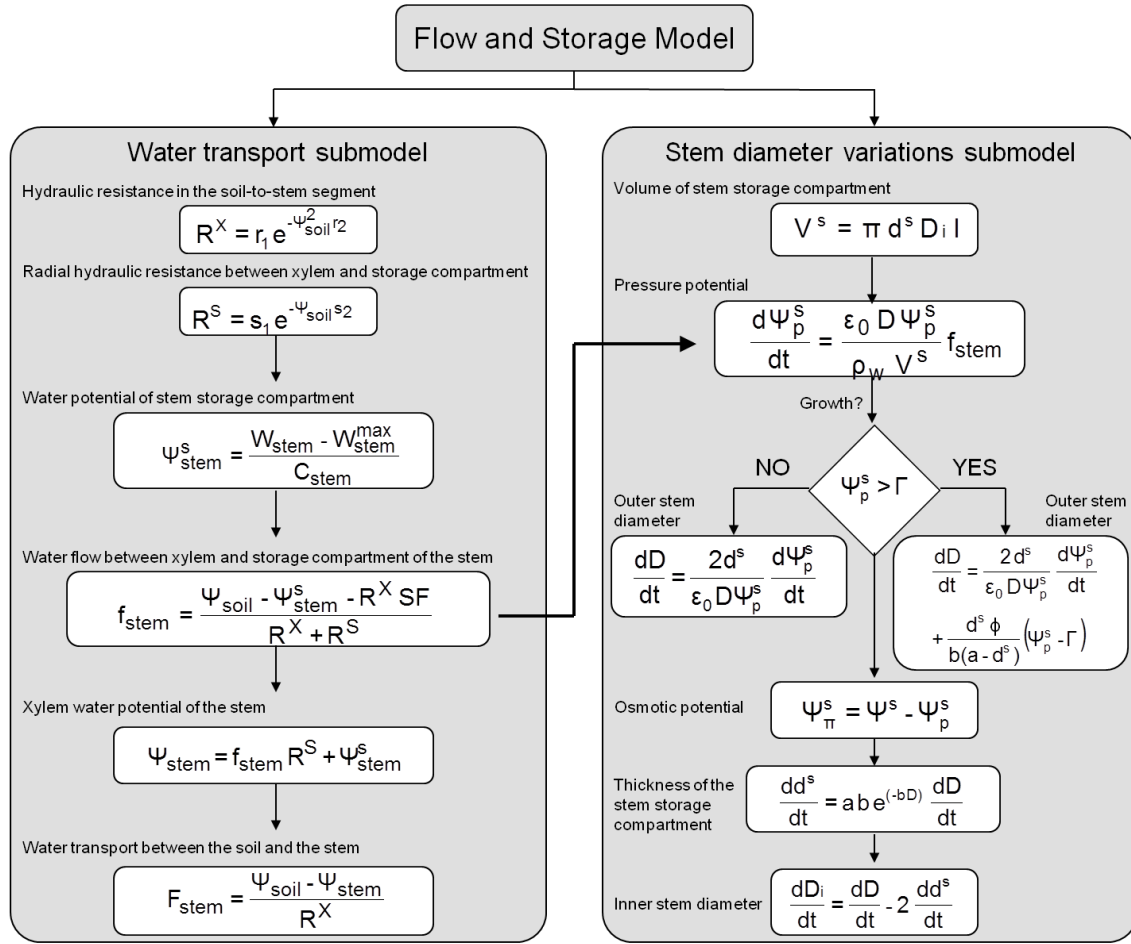 Flow and Storage Model
Water transport submodel
Hydraulic resistance in the soil-to-stem segment
R^X = r_1 e^{-Ψ_soil^2 r_2}
Radial hydraulic resistance between xylem and storage compartment
R^S = s_1 e^{-Ψ_soil s_2}
Water potential of stem storage compartment
Ψ^s_stem = (W_stem - W^max_stem) / C_stem
Water flow between xylem and storage compartment of the stem
f_stem = (Ψ_soil - Ψ^s_stem - R^X SF) / (R^X + R^S)
Xylem water potential of the stem
Ψ_stem = f_stem R^S + Ψ^s_stem
Water transport between the soil and the stem
F_stem = (Ψ_soil - Ψ_stem) / R^X
Stem diameter variations submodel
Volume of stem storage compartment
V^s = π d^s D_i l
Pressure potential
dΨ^s_p / dt = (ε_0 D Ψ^s_p) / (ρ_w V^s) f_stem
Growth?
NO
Ψ^s_p > Γ
YES
Outer stem
diameter
dD/dt = (2d^s) / (ε_0 D Ψ^s_p) dΨ^s_p/dt
Outer stem
diameter
dD/dt = (2d^s) / (ε_0 D Ψ^s_p) dΨ^s_p/dt
+ (d^s ϕ) / (b(a - d^s)) (Ψ^s_p - Γ)
Osmotic potential
Ψ^s_π = Ψ^s - Ψ^s_p
Thickness of the
stem storage
compartment
dd^s/dt = a b e^{(-bD)} dD/dt
Inner stem diameter
dD_i/dt = dD/dt - 2 dd^s/dt